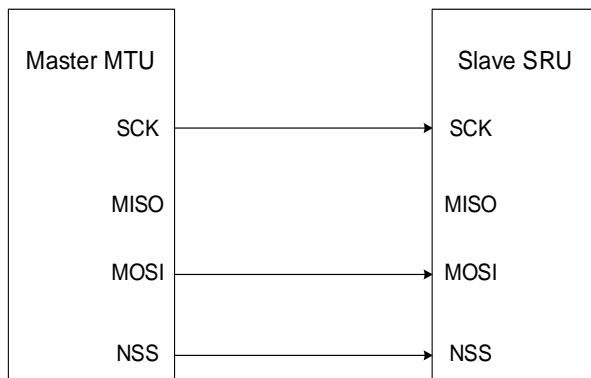 Master MTU
Slave SRU
SCK
SCK
MISO
MISO
MOSI
MOSI
NSS
NSS